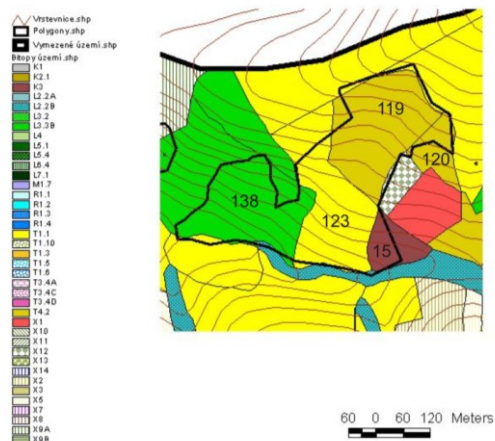 Vrstevnice.shp
Polygony.shp
Vymezené území.shp
Bitopy území.shp
K1
K2.1
K3
L2.2A
L2.2B
L3.2
L3.3B
L4
L5.1
L5.4
L6.4
L7.1
M1.7
R1.1
R1.2
R1.3
R1.4
T1.1
T1.10
T1.3
T1.5
T1.6
T3.4A
T3.4C
T3.4D
T4.2
X1
X10
X11
X12
X13
X14
X2
X3
X5
X7
X8
X9A
X9B
119
120
138
123
15
60 0 60 120 Meters